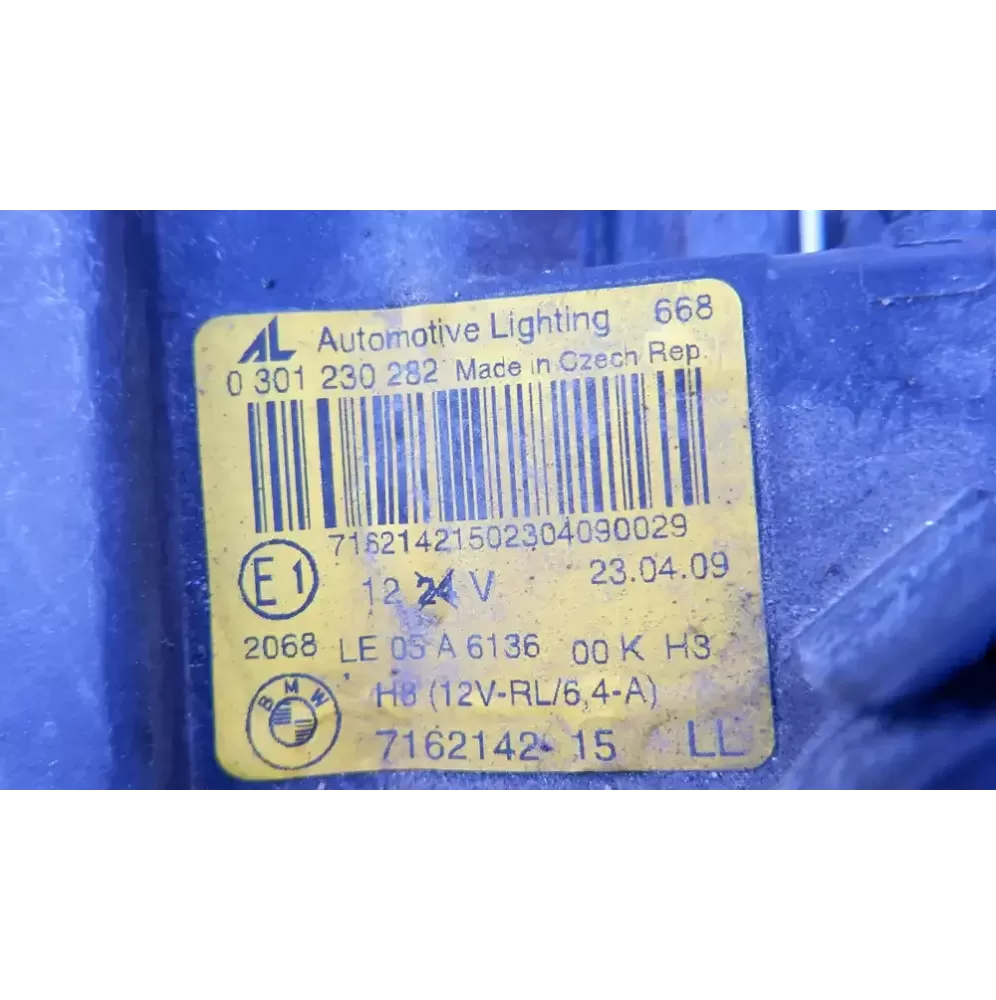 AL Automotive Lighting 668
0 301 230 282 Made in Czech Rep.
71621421502304090029
E1 12 24 V 23.04.09
2068 LE 05 A 6136 00 K H3
BMW H8 (12V-RL/6,4-A)
7162142-15 LL